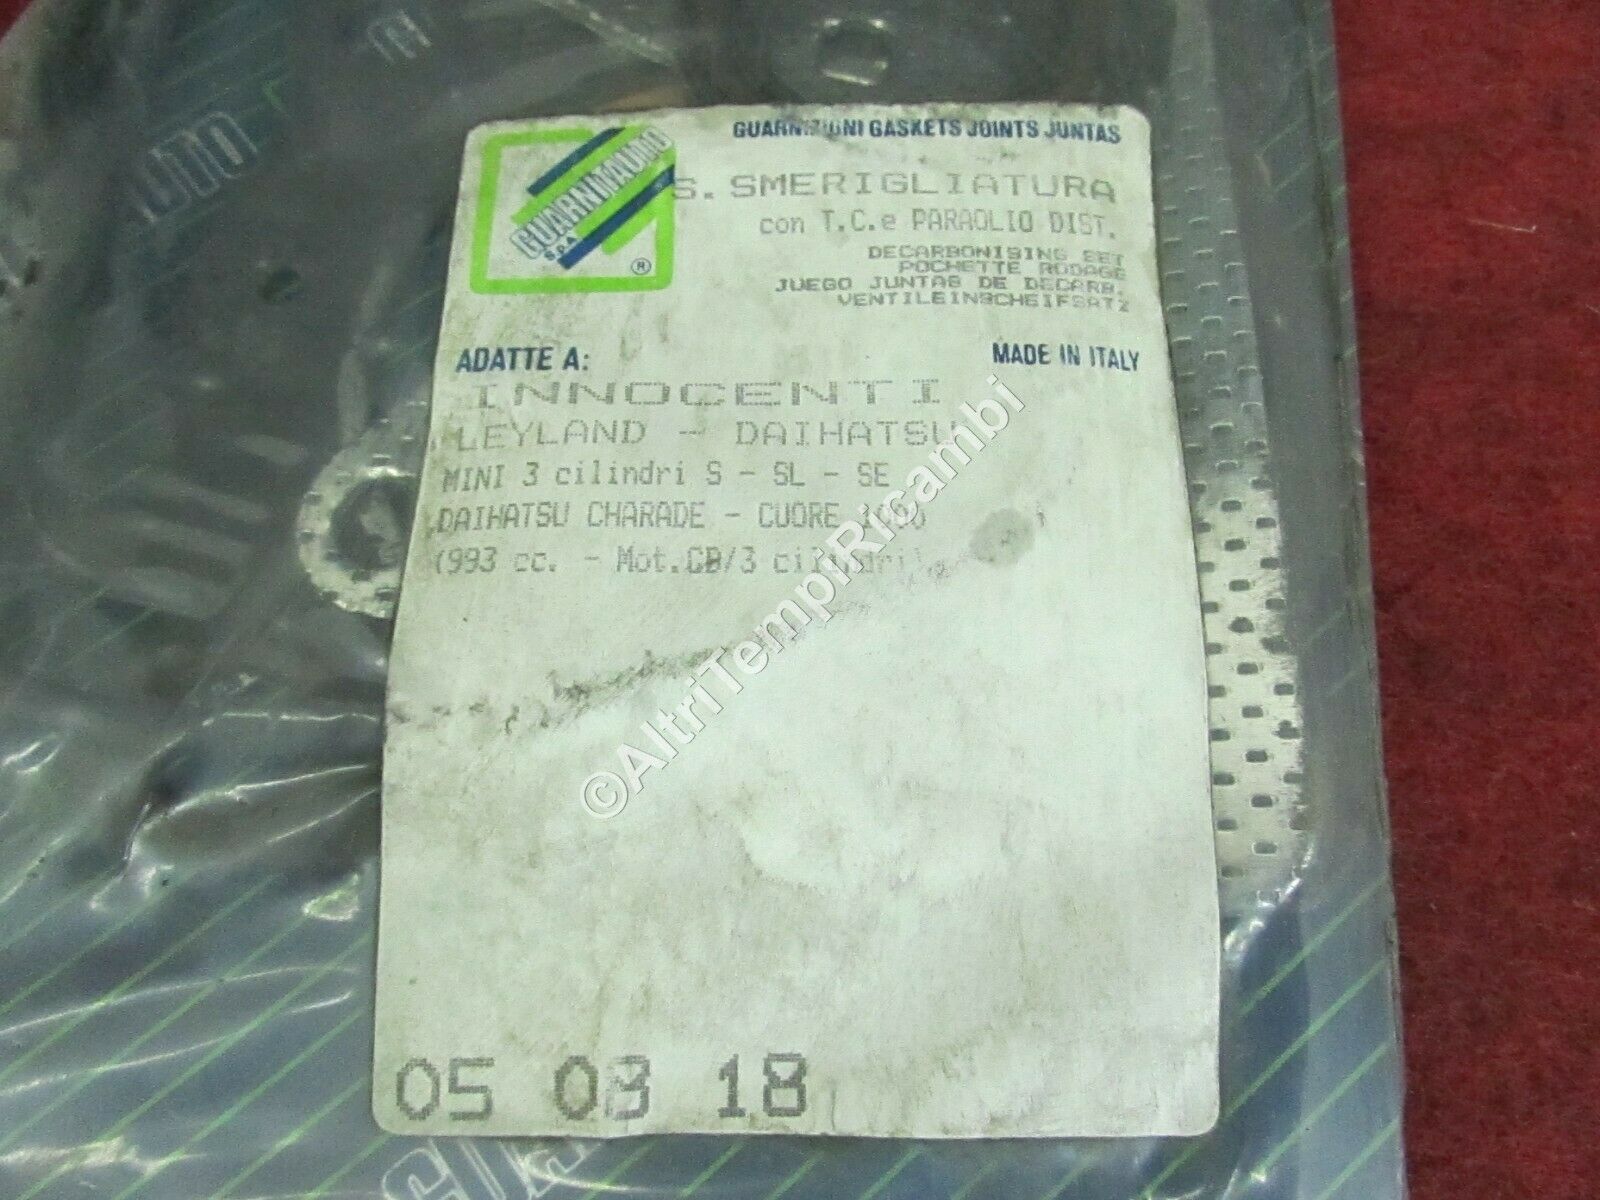 GUARNITAUTO
S.p.A.
®
GUARNIZIONI GASKETS JOINTS JUNTAS
S. SMERIGLIATURA
con T.C.e PARAOLIO DIST.
DECARBONISING SET
POCHETTE RODAGE
JUEGO JUNTAS DE DECARB.
VENTILEINSCHEIFSATZ
ADATTE A:
MADE IN ITALY
INNOCENTI
LEYLAND - DAIHATSU
MINI 3 cilindri S - SL - SE
DAIHATSU CHARADE - CUORE
(993 cc. - Mot.CB/3 cilindri)
©AltriTempiRicambi
05 03 18